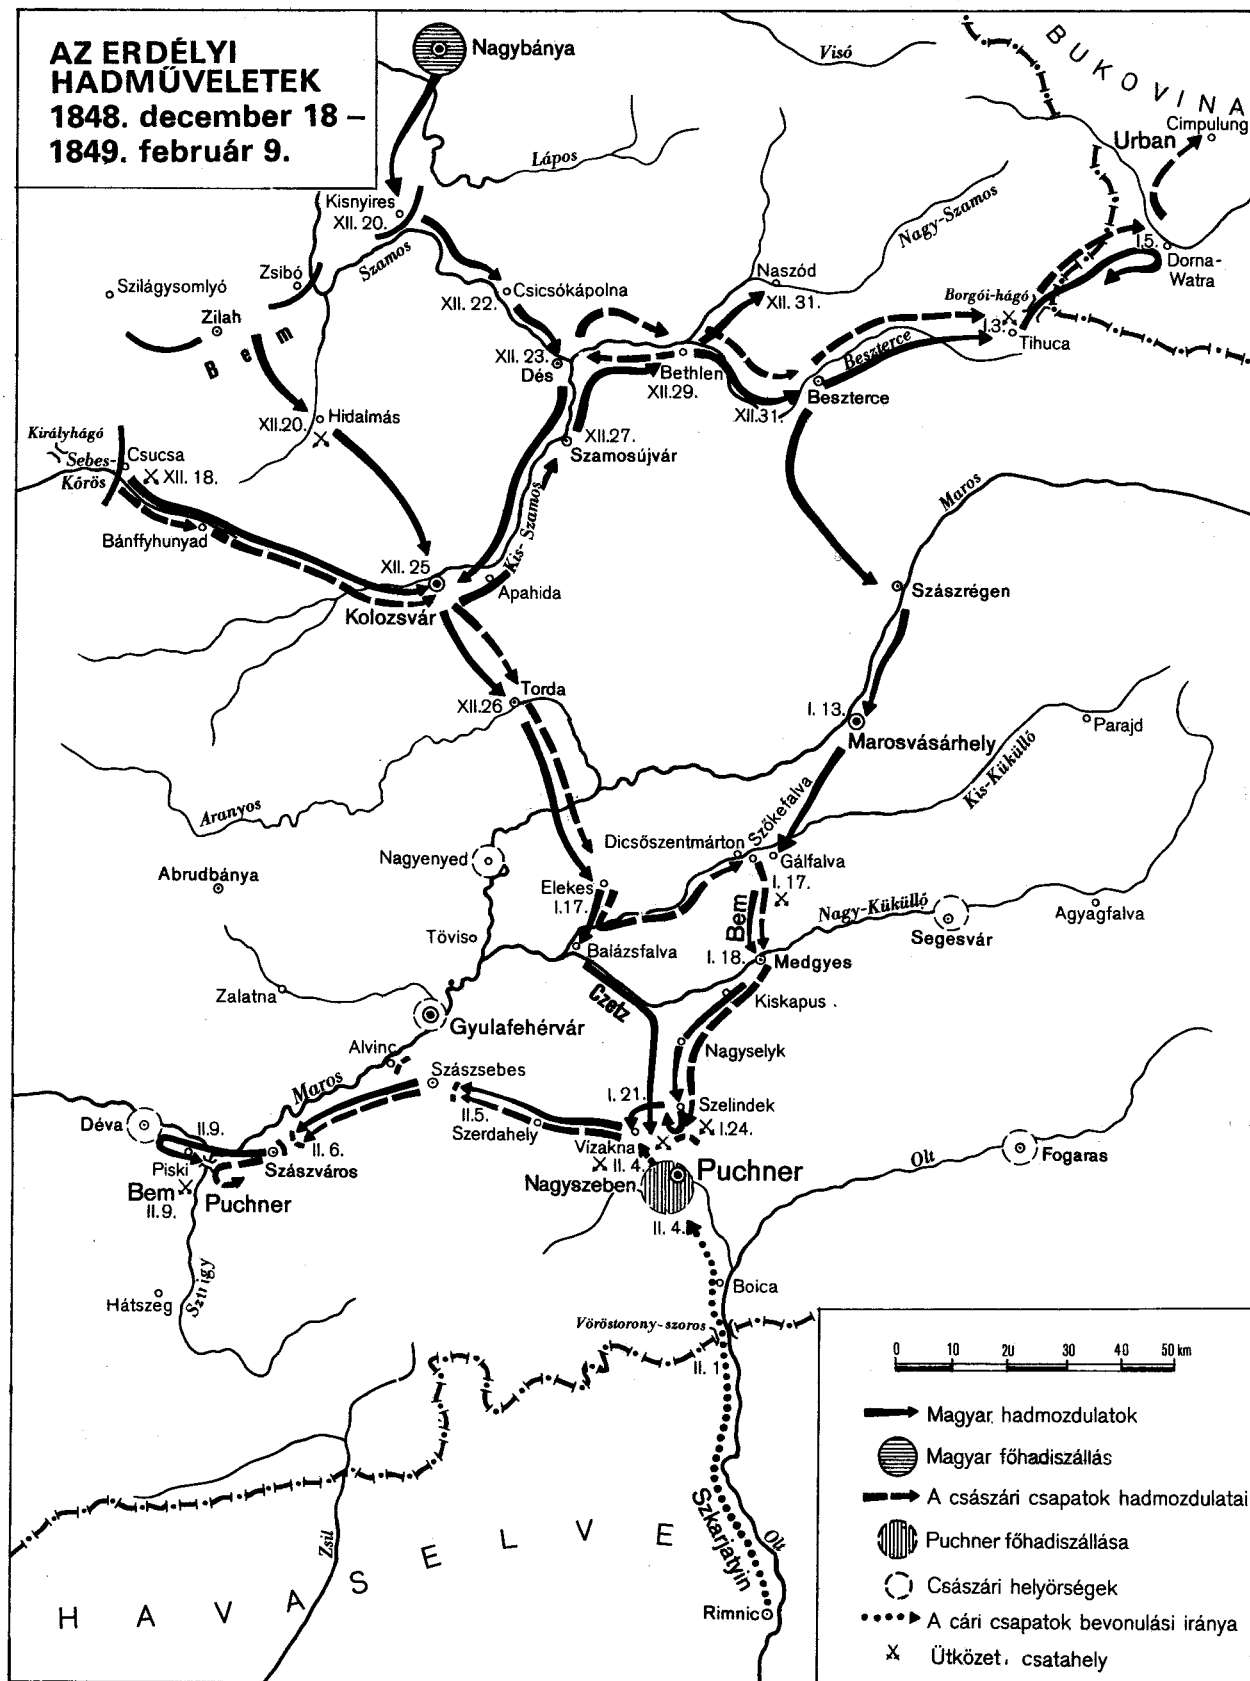 AZ ERDÉLYI
HADMŰVELETEK
1848. december 18 –
1849. február 9.
Nagybánya
Visó
BUKOVINA
Cimpulung
Urban
Lápos
Kisnyires
XII. 20.
Szamos
Nagy-Szamos
I.5.
Dorna-
Watra
Zsibó
Szilágysomlyó
Zilah
Bem
Csicsókápolna
XII. 22.
Naszód
XII. 31.
Borgói-hágó
I.3.
Tihuca
Beszterce
XII. 23.
Dés
Bethlen
XII.29.
XII.31.
Beszterce
XII.20.
Hidalmás
XII.27.
Szamosújvár
Királyhágó
Sebes-
Körös
Csucsa
XII. 18.
Bánffyhunyad
Kis-Szamos
Maros
XII. 25
Apahida
Kolozsvár
Szászrégen
Torda
XII.26
I. 13.
Marosvásárhely
Parajd
Kis-Küküllő
Aranyos
Szőkefalva
Dicsőszentmárton
Gálfalva
I. 17.
Nagyenyed
Abrudbánya
Elekes
I.17.
Bem
Nagy-Küküllő
Segesvár
Agyagfalva
Tövis
Balázsfalva
I. 18.
Medgyes
Zalatna
Czetz
Kiskapus
Gyulafehérvár
Nagyselyk
Alvinc
Maros
Szászsebes
I. 21.
Szelindek
I.24.
Déva
II.9.
II.5.
Szerdahely
Vízakna
II. 4.
Piski
II. 6.
Szászváros
Olt
Fogaras
Bem
II.9.
Puchner
Puchner
Nagyszeben
II. 4.
Sztrigy
Hátszeg
Boica
Vöröstorony-szoros
II. 1
Szkarjatyin
Zsil
Olt
Rimnic
HAVASELVE
0 10 20 30 40 50 km
Magyar hadmozdulatok
Magyar főhadiszállás
A császári csapatok hadmozdulatai
Puchner főhadiszállása
Császári helyőrségek
A cári csapatok bevonulási iránya
Ütközet, csatahely